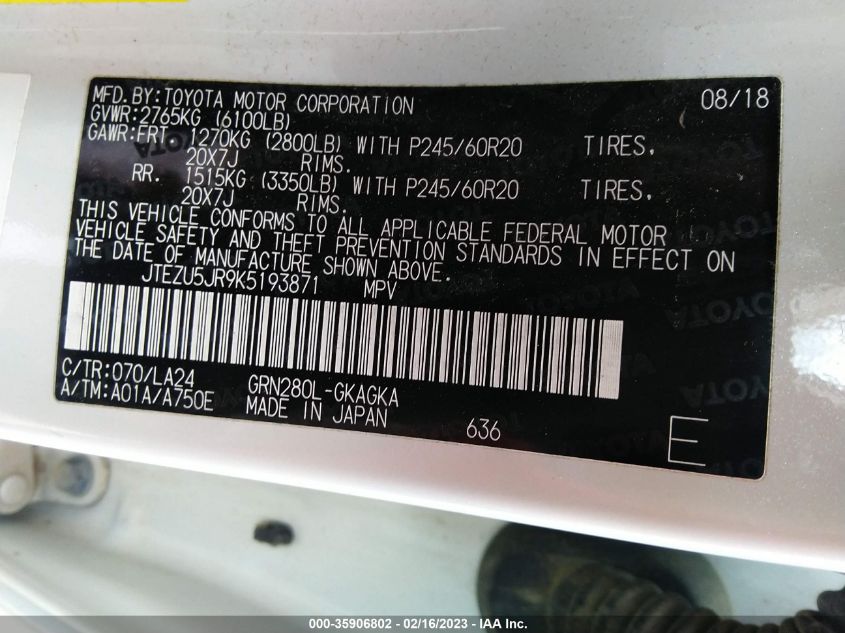 MFD.BY:TOYOTA MOTOR CORPORATION 08/18
GVWR:2765KG (6100LB)
GAWR:FRT 1270KG (2800LB) WITH P245/60R20 TIRES,
20X7J RIMS.
RR. 1515KG (3350LB) WITH P245/60R20 TIRES,
20X7J RIMS.
THIS VEHICLE CONFORMS TO ALL APPLICABLE FEDERAL MOTOR
VEHICLE SAFETY AND THEFT PREVENTION STANDARDS IN EFFECT ON
THE DATE OF MANUFACTURE SHOWN ABOVE.
JTEZU5JR9K5193871 MPV
C/TR:070/LA24 GRN280L-GKAGKA
A/TM:A01A/A750E MADE IN JAPAN 636 E
000-35906802 - 02/16/2023 - IAA Inc.